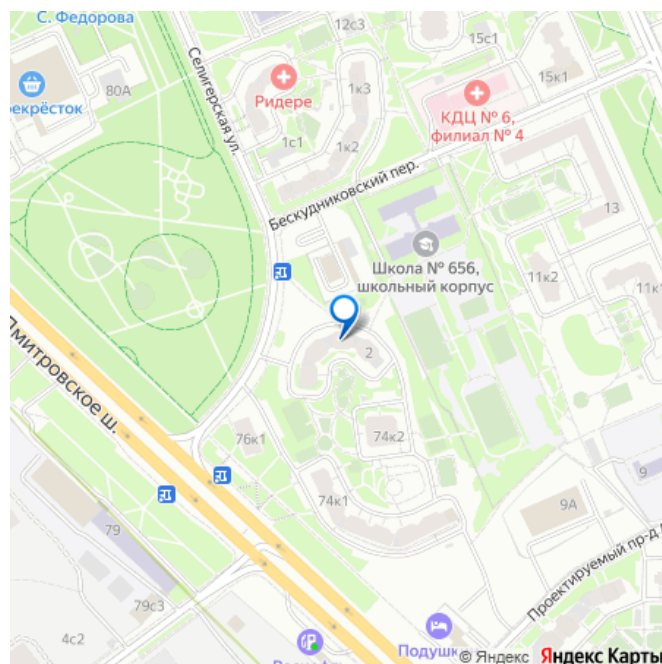 С. Федорова
12с3
15с1
15к1
80А
рекрёсток
Селигерская ул.
Ридере
1к3
1с1
1к2
КДЦ № 6,
филиал № 4
Бескудниковский пер.
13
Школа № 656,
школьный корпус
11к2
11к1
2
Дмитровское ш.
76к1
74к2
74к1
79
9
9А
Проектируемый пр-д
79с3
4с2
Подушк
© Яндекс Яндекс Карты